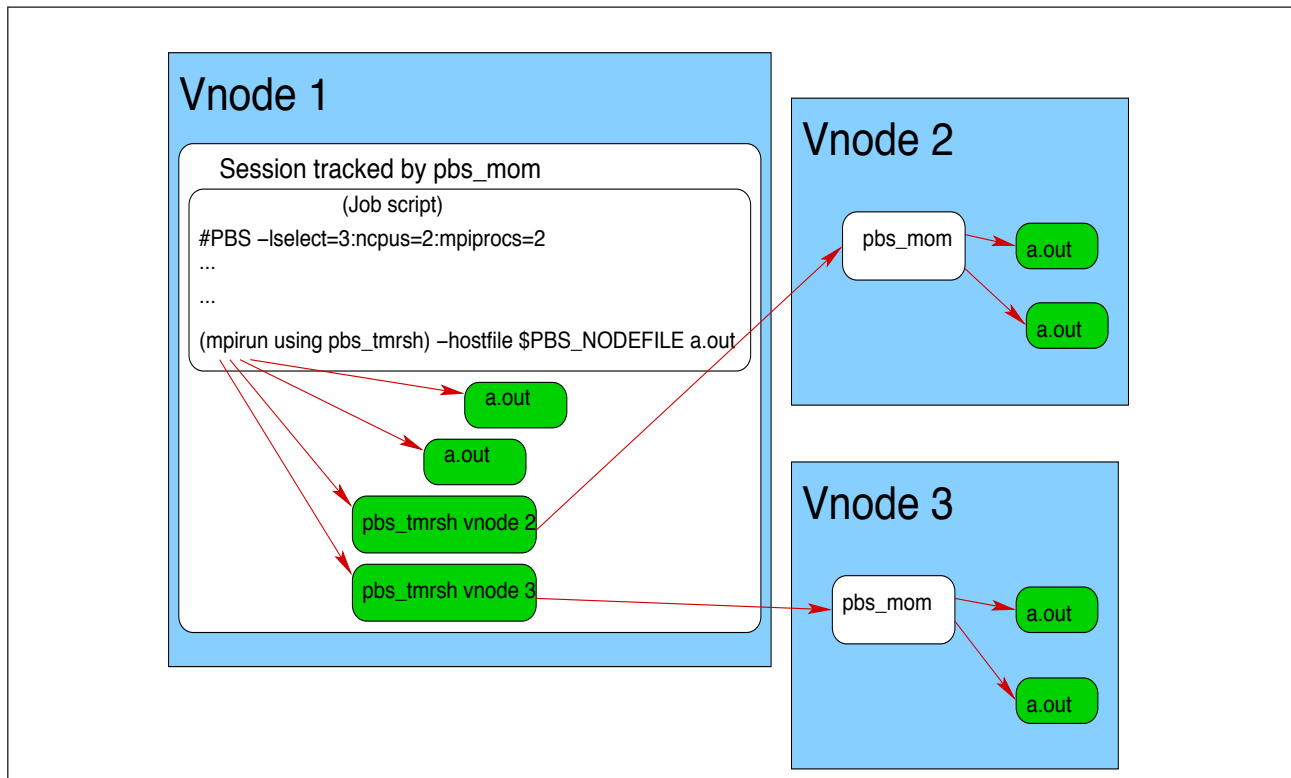 Vnode 1
Session tracked by pbs_mom
(Job script)
#PBS –lselect=3:ncpus=2:mpiprocs=2
...
...
(mpirun using pbs_tmrsh) –hostfile $PBS_NODEFILE a.out
a.out
a.out
pbs_tmrsh vnode 2
pbs_tmrsh vnode 3
Vnode 2
pbs_mom
a.out
a.out
Vnode 3
pbs_mom
a.out
a.out